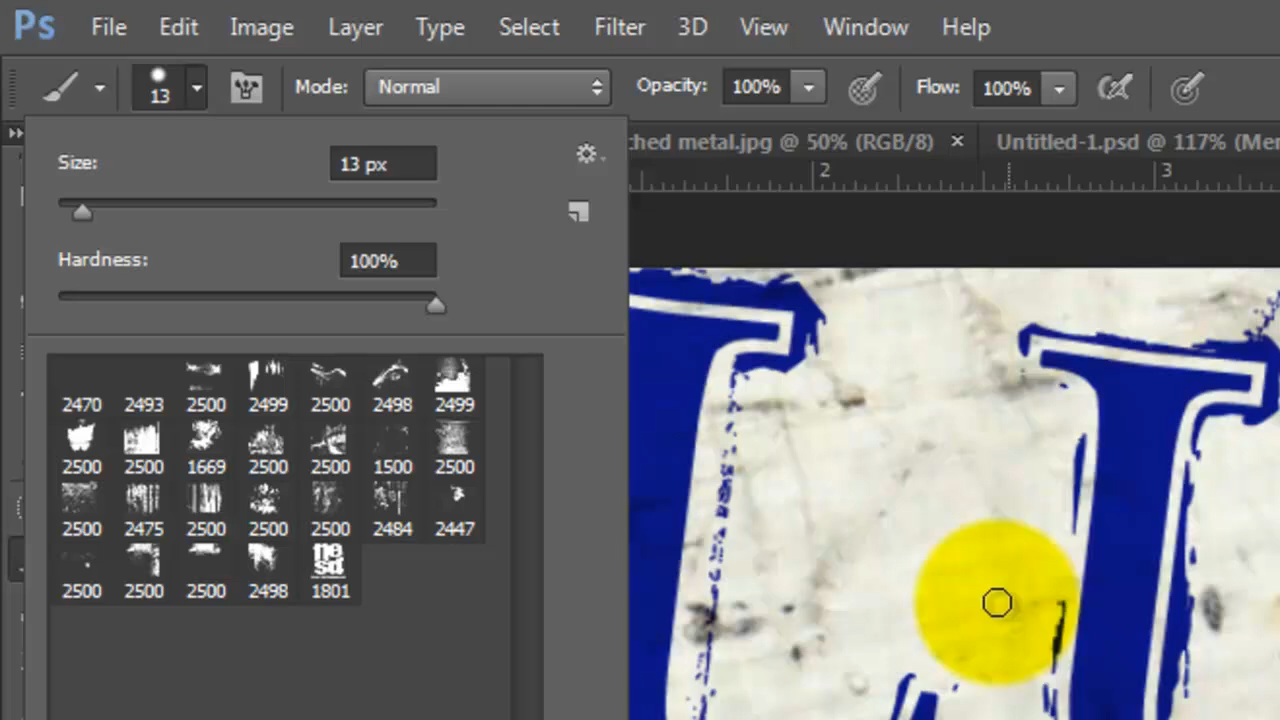 Ps File Edit Image Layer Type Select Filter 3D View Window Help
13 Mode: Normal Opacity: 100% Flow: 100%
ched metal.jpg @ 50% (RGB/8) × Untitled-1.psd @ 117% (Mer
2 3
Size: 13 px
Hardness: 100%
2470 2493 2500 2499 2500 2498 2499
2500 2500 1669 2500 2500 1500 2500
2500 2475 2500 2500 2500 2484 2447
2500 2500 2500 2498 1801